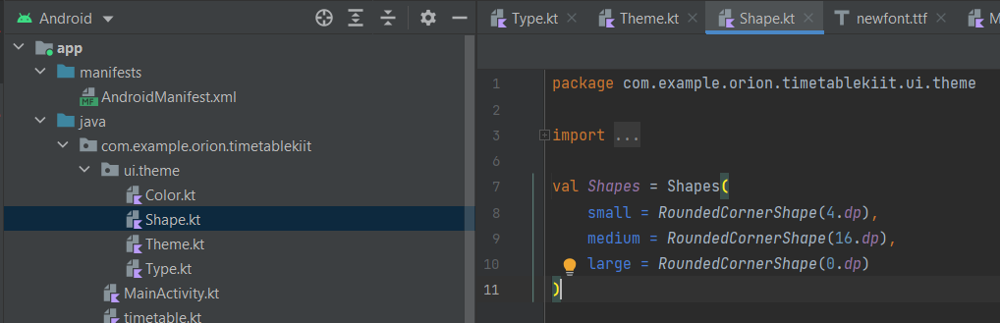 Android
app
manifests
AndroidManifest.xml
java
com.example.orion.timetablekiit
ui.theme
Color.kt
Shape.kt
Theme.kt
Type.kt
MainActivity.kt
timetable.kt
Type.kt Theme.kt Shape.kt newfont.ttf M
1 package com.example.orion.timetablekiit.ui.theme
2
3 import ...
6
7 val Shapes = Shapes(
8 small = RoundedCornerShape(4.dp),
9 medium = RoundedCornerShape(16.dp),
10 large = RoundedCornerShape(0.dp)
11 )